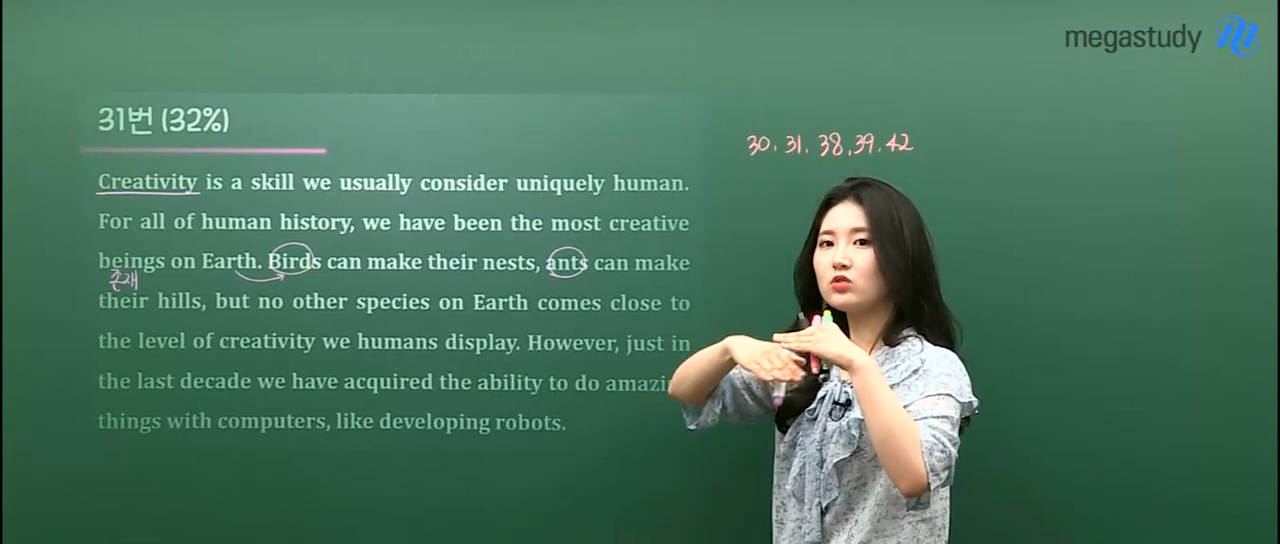 megastudy
31번 (32%)
30. 31. 38. 39. 42
Creativity is a skill we usually consider uniquely human.
For all of human history, we have been the most creative
beings on Earth. Birds can make their nests, ants can make
존재
their hills, but no other species on Earth comes close to
the level of creativity we humans display. However, just in
the last decade we have acquired the ability to do
things with computers, like developing robots.